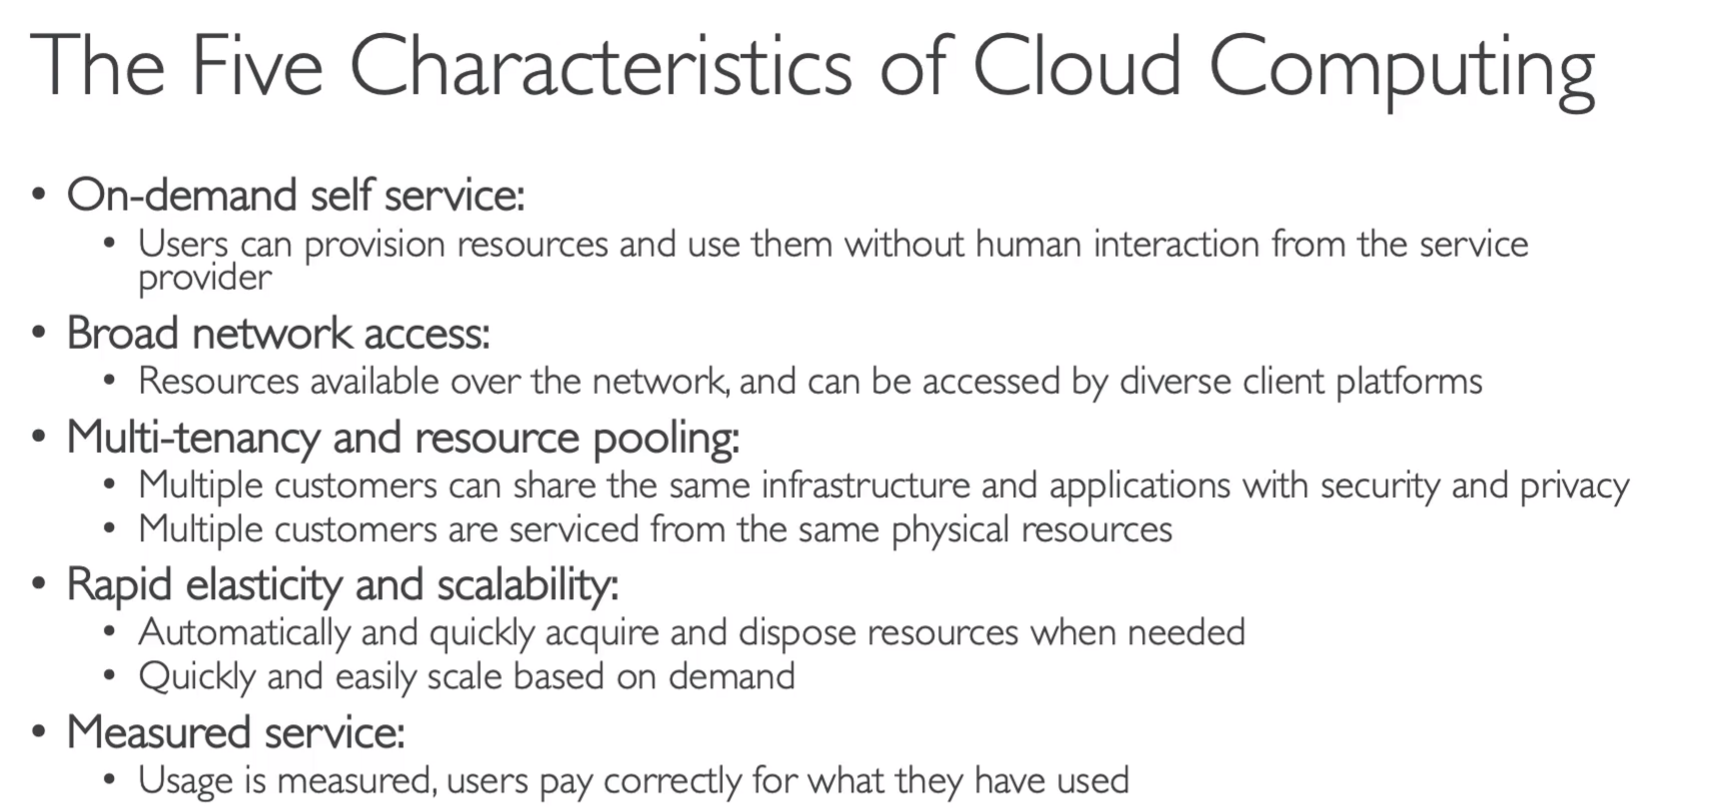 The Five Characteristics of Cloud Computing
• On-demand self service:
• Users can provision resources and use them without human interaction from the service
provider
• Broad network access:
• Resources available over the network, and can be accessed by diverse client platforms
• Multi-tenancy and resource pooling:
• Multiple customers can share the same infrastructure and applications with security and privacy
• Multiple customers are serviced from the same physical resources
• Rapid elasticity and scalability:
• Automatically and quickly acquire and dispose resources when needed
• Quickly and easily scale based on demand
• Measured service:
• Usage is measured, users pay correctly for what they have used